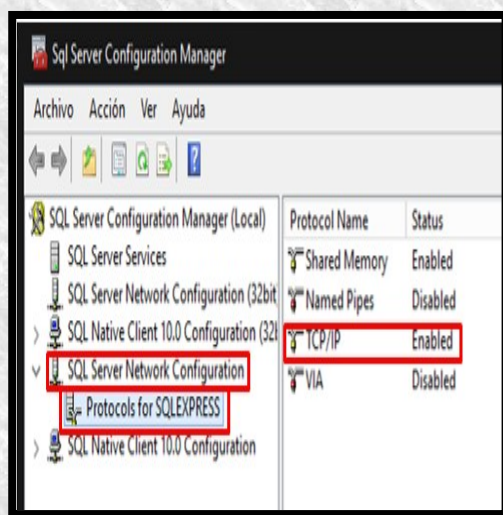 Sql Server Configuration Manager
Archivo Acción Ver Ayuda
SQL Server Configuration Manager (Local)
SQL Server Services
SQL Server Network Configuration (32bit
SQL Native Client 10.0 Configuration (32
SQL Server Network Configuration
Protocols for SQLEXPRESS
SQL Native Client 10.0 Configuration
Protocol Name Status
Shared Memory Enabled
Named Pipes Disabled
TCP/IP Enabled
VIA Disabled